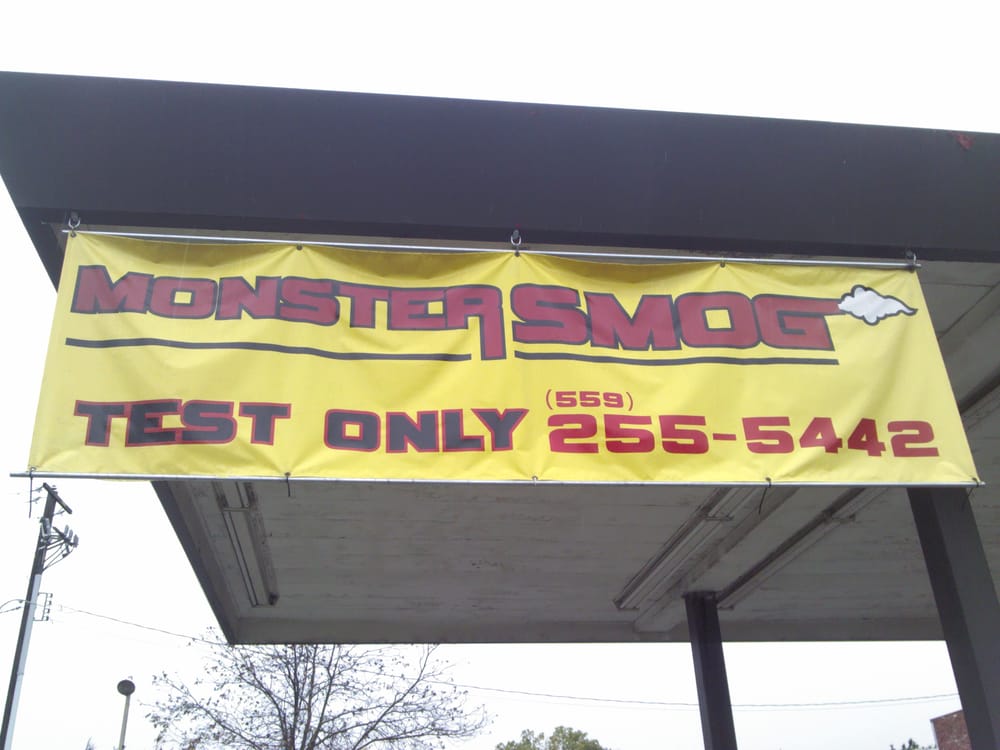 MONSTER SMOG
TEST ONLY (559) 255-5442